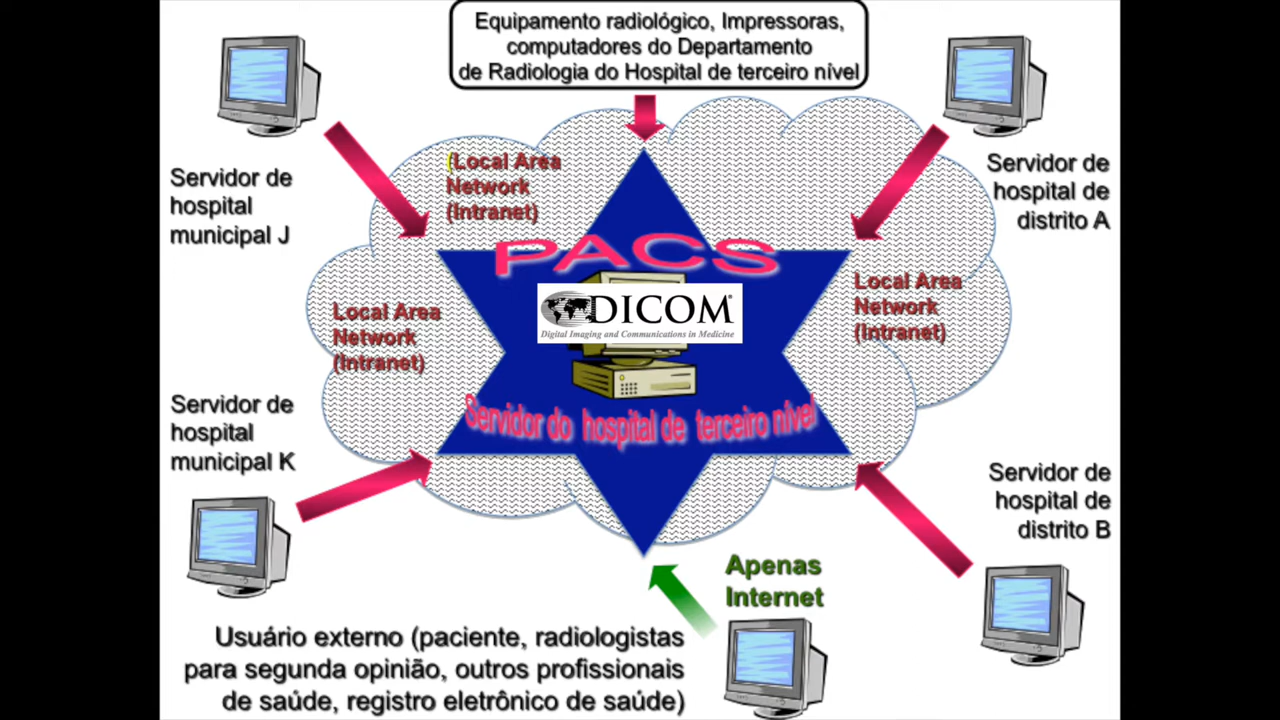 Equipamento radiológico, Impressoras,
computadores do Departamento
de Radiologia do Hospital de terceiro nível
Servidor de
hospital
municipal J
(Local Area
Network
(Intranet)
Servidor de
hospital de
distrito A
PACS
DICOM®
Digital Imaging and Communications in Medicine
Local Area
Network
(Intranet)
Local Area
Network
(Intranet)
Servidor do hospital de terceiro nível
Servidor de
hospital
municipal K
Servidor de
hospital de
distrito B
Apenas
Internet
Usuário externo (paciente, radiologistas
para segunda opinião, outros profissionais
de saúde, registro eletrônico de saúde)